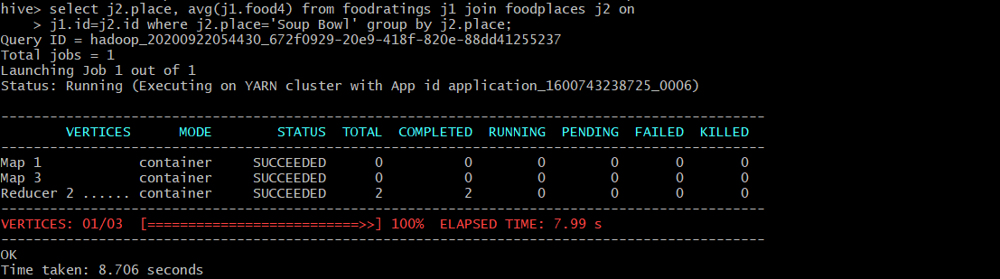 hive> select j2.place, avg(j1.food4) from foodratings j1 join foodplaces j2 on
    > j1.id=j2.id where j2.place='Soup Bowl' group by j2.place;
Query ID = hadoop_20200922054430_672f0929-20e9-418f-820e-88dd41255237
Total jobs = 1
Launching Job 1 out of 1
Status: Running (Executing on YARN cluster with App id application_1600743238725_0006)
----------------------------------------------------------------------------------------------
        VERTICES      MODE        STATUS  TOTAL  COMPLETED  RUNNING  PENDING  FAILED  KILLED
----------------------------------------------------------------------------------------------
Map 1            container     SUCCEEDED      0          0        0        0       0       0
Map 3            container     SUCCEEDED      0          0        0        0       0       0
Reducer 2 ...... container     SUCCEEDED      2          2        0        0       0       0
----------------------------------------------------------------------------------------------
VERTICES: 01/03  [==========================>>] 100%  ELAPSED TIME: 7.99 s
----------------------------------------------------------------------------------------------
OK
Time taken: 8.706 seconds